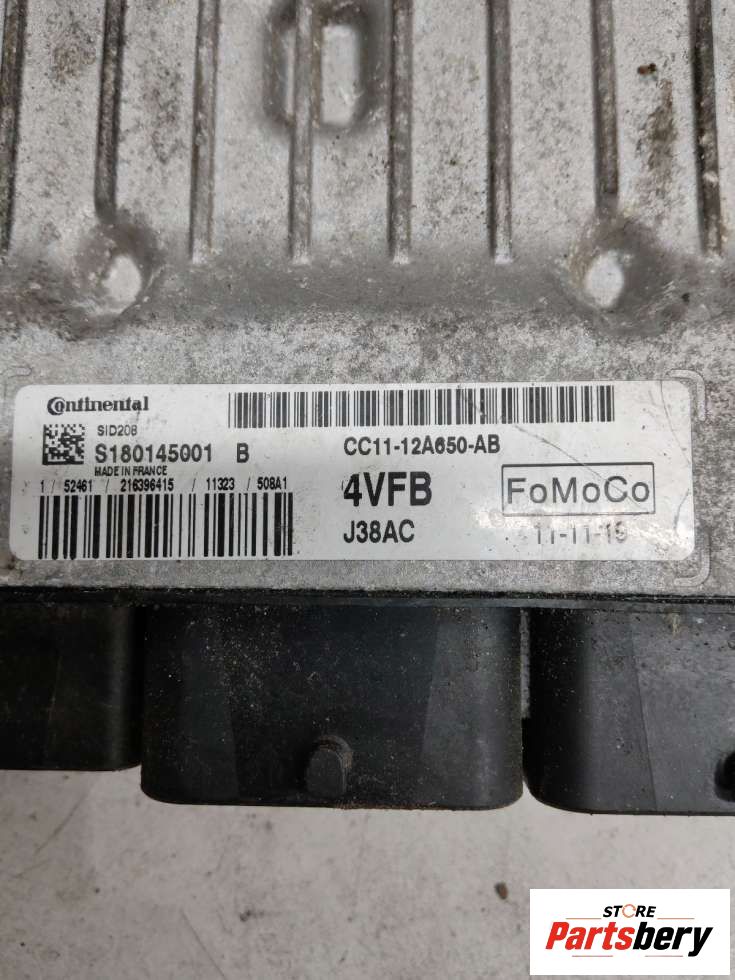 Continental
SID208
S180145001 B
MADE IN FRANCE
1 / 52461 / 216396415 / 11323 / 508A1
CC11-12A650-AB
4VFB
J38AC
FoMoCo
11-11-19
STORE
Partsbery